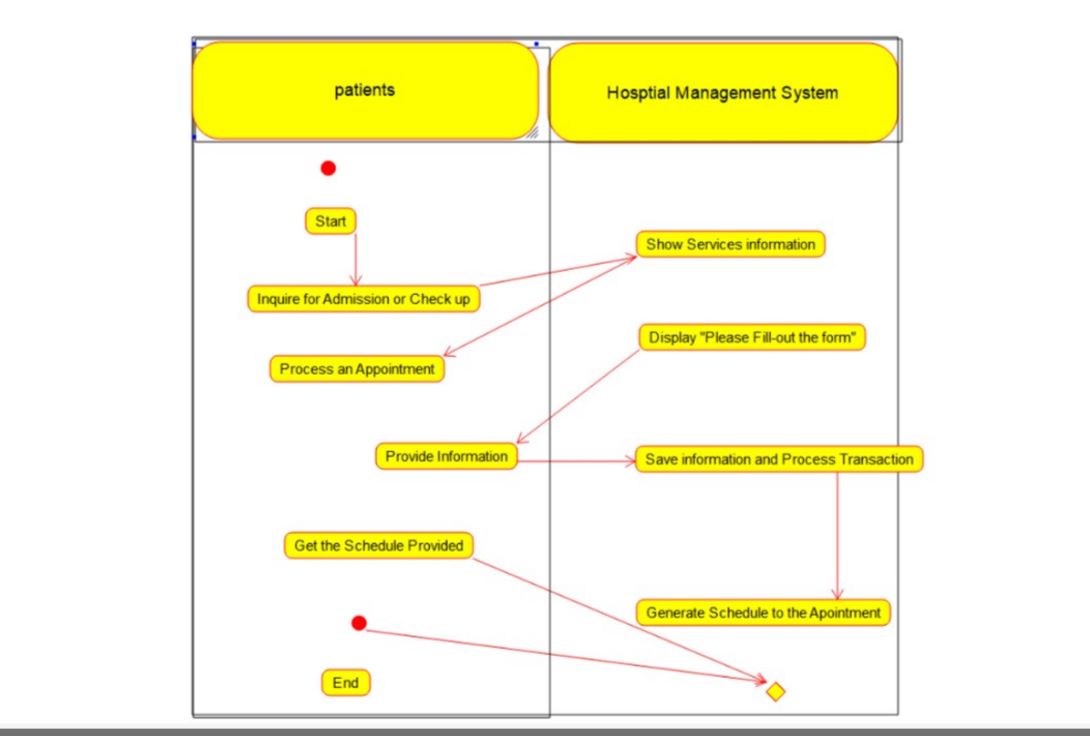 patients
Hosptial Management System
Start
Show Services information
Inquire for Admission or Check up
Display "Please Fill-out the form"
Process an Appointment
Provide Information
Save information and Process Transaction
Get the Schedule Provided
Generate Schedule to the Apointment
End